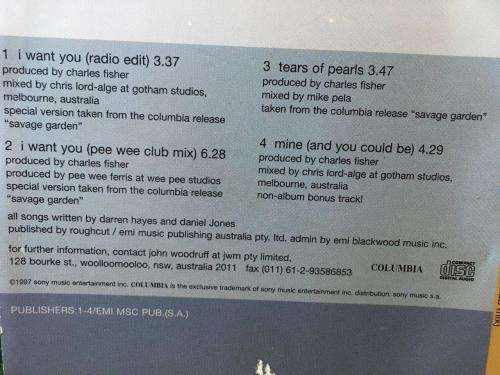 1 i want you (radio edit) 3.37
produced by charles fisher
mixed by chris lord-alge at gotham studios,
melbourne, australia
special version taken from the columbia release
"savage garden"
2 i want you (pee wee club mix) 6.28
produced by charles fisher
produced by pee wee ferris at wee pee studios
special version taken from the columbia release
"savage garden"
3 tears of pearls 3.47
produced by charles fisher
mixed by mike pela
taken from the columbia release "savage garden"
4 mine (and you could be) 4.29
produced by charles fisher
mixed by chris lord-alge at gotham studios,
melbourne, australia
non-album bonus track!
all songs written by darren hayes and daniel Jones
published by roughcut / emi music publishing australia pty. ltd. admin by emi blackwood music inc.
for further information, contact john woodruff at jwm pty limited,
128 bourke st., woolloomooloo, nsw, australia 2011 fax (011) 61-2-93586853
COLUMBIA
COMPACT
disc
DIGITAL AUDIO
©1997 sony music entertainment inc. COLUMBIA is the exclusive trademark of sony music entertainment inc. distribution: sony music s.a.
PUBLISHERS:1-4/EMI MSC PUB.(S.A.)